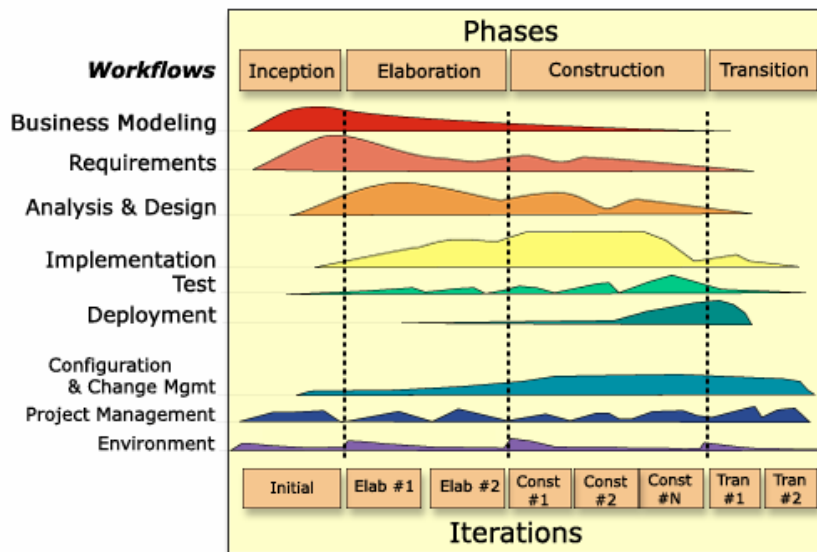 Phases
Workflows
Inception
Elaboration
Construction
Transition
Business Modeling
Requirements
Analysis & Design
Implementation
Test
Deployment
Configuration
& Change Mgmt
Project Management
Environment
Initial
Elab #1
Elab #2
Const
#1
Const
#2
Const
#N
Tran
#1
Tran
#2
Iterations